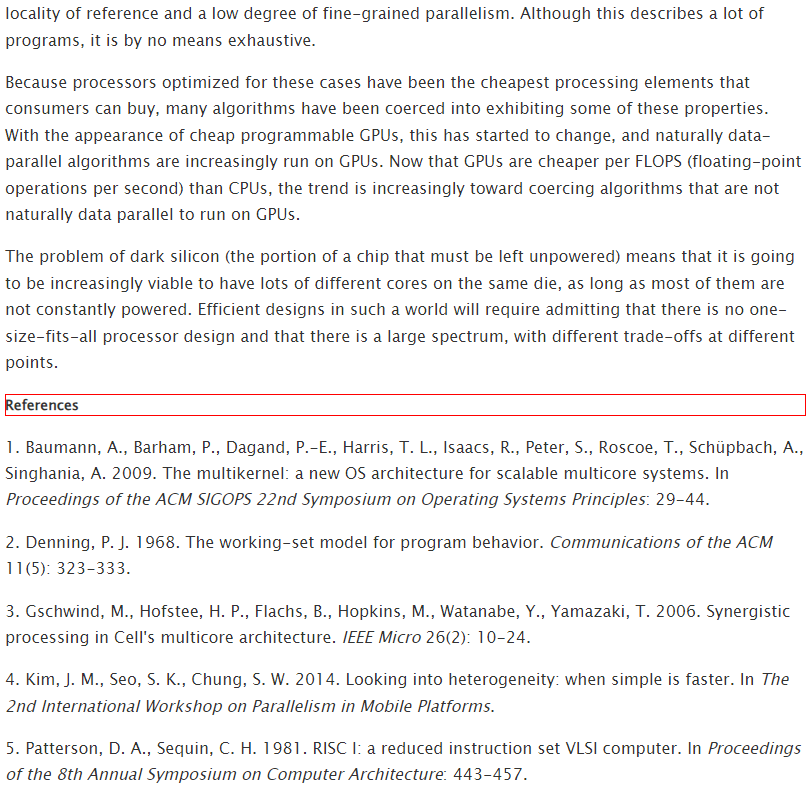 locality of reference and a low degree of fine-grained parallelism. Although this describes a lot of
programs, it is by no means exhaustive.
Because processors optimized for these cases have been the cheapest processing elements that
consumers can buy, many algorithms have been coerced into exhibiting some of these properties.
With the appearance of cheap programmable GPUs, this has started to change, and naturally data-
parallel algorithms are increasingly run on GPUs. Now that GPUs are cheaper per FLOPS (floating-point
operations per second) than CPUs, the trend is increasingly toward coercing algorithms that are not
naturally data parallel to run on GPUs.
The problem of dark silicon (the portion of a chip that must be left unpowered) means that it is going
to be increasingly viable to have lots of different cores on the same die, as long as most of them are
not constantly powered. Efficient designs in such a world will require admitting that there is no one-
size-fits-all processor design and that there is a large spectrum, with different trade-offs at different
points.
References
1. Baumann, A., Barham, P., Dagand, P.-E., Harris, T. L., Isaacs, R., Peter, S., Roscoe, T., Schüpbach, A.,
Singhania, A. 2009. The multikernel: a new OS architecture for scalable multicore systems. In
Proceedings of the ACM SIGOPS 22nd Symposium on Operating Systems Principles: 29-44.
2. Denning, P. J. 1968. The working-set model for program behavior. Communications of the ACM
11(5): 323-333.
3. Gschwind, M., Hofstee, H. P., Flachs, B., Hopkins, M., Watanabe, Y., Yamazaki, T. 2006. Synergistic
processing in Cell's multicore architecture. IEEE Micro 26(2): 10-24.
4. Kim, J. M., Seo, S. K., Chung, S. W. 2014. Looking into heterogeneity: when simple is faster. In The
2nd International Workshop on Parallelism in Mobile Platforms.
5. Patterson, D. A., Sequin, C. H. 1981. RISC I: a reduced instruction set VLSI computer. In Proceedings
of the 8th Annual Symposium on Computer Architecture: 443-457.